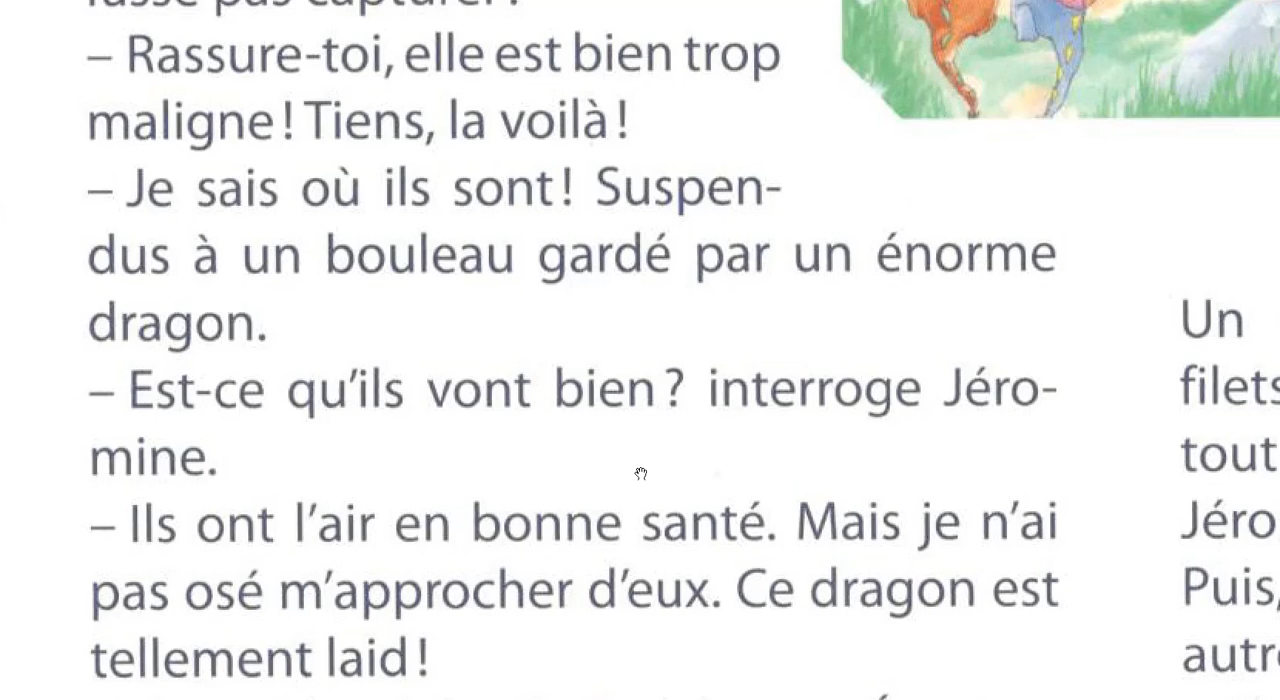 – Rassure-toi, elle est bien trop
maligne ! Tiens, la voilà !
– Je sais où ils sont ! Suspen-
dus à un bouleau gardé par un énorme
dragon.
– Est-ce qu’ils vont bien ? interroge Jéro-
mine.
– Ils ont l’air en bonne santé. Mais je n’ai
pas osé m’approcher d’eux. Ce dragon est
tellement laid !
Un
filets
tout
Jéro
Puis,